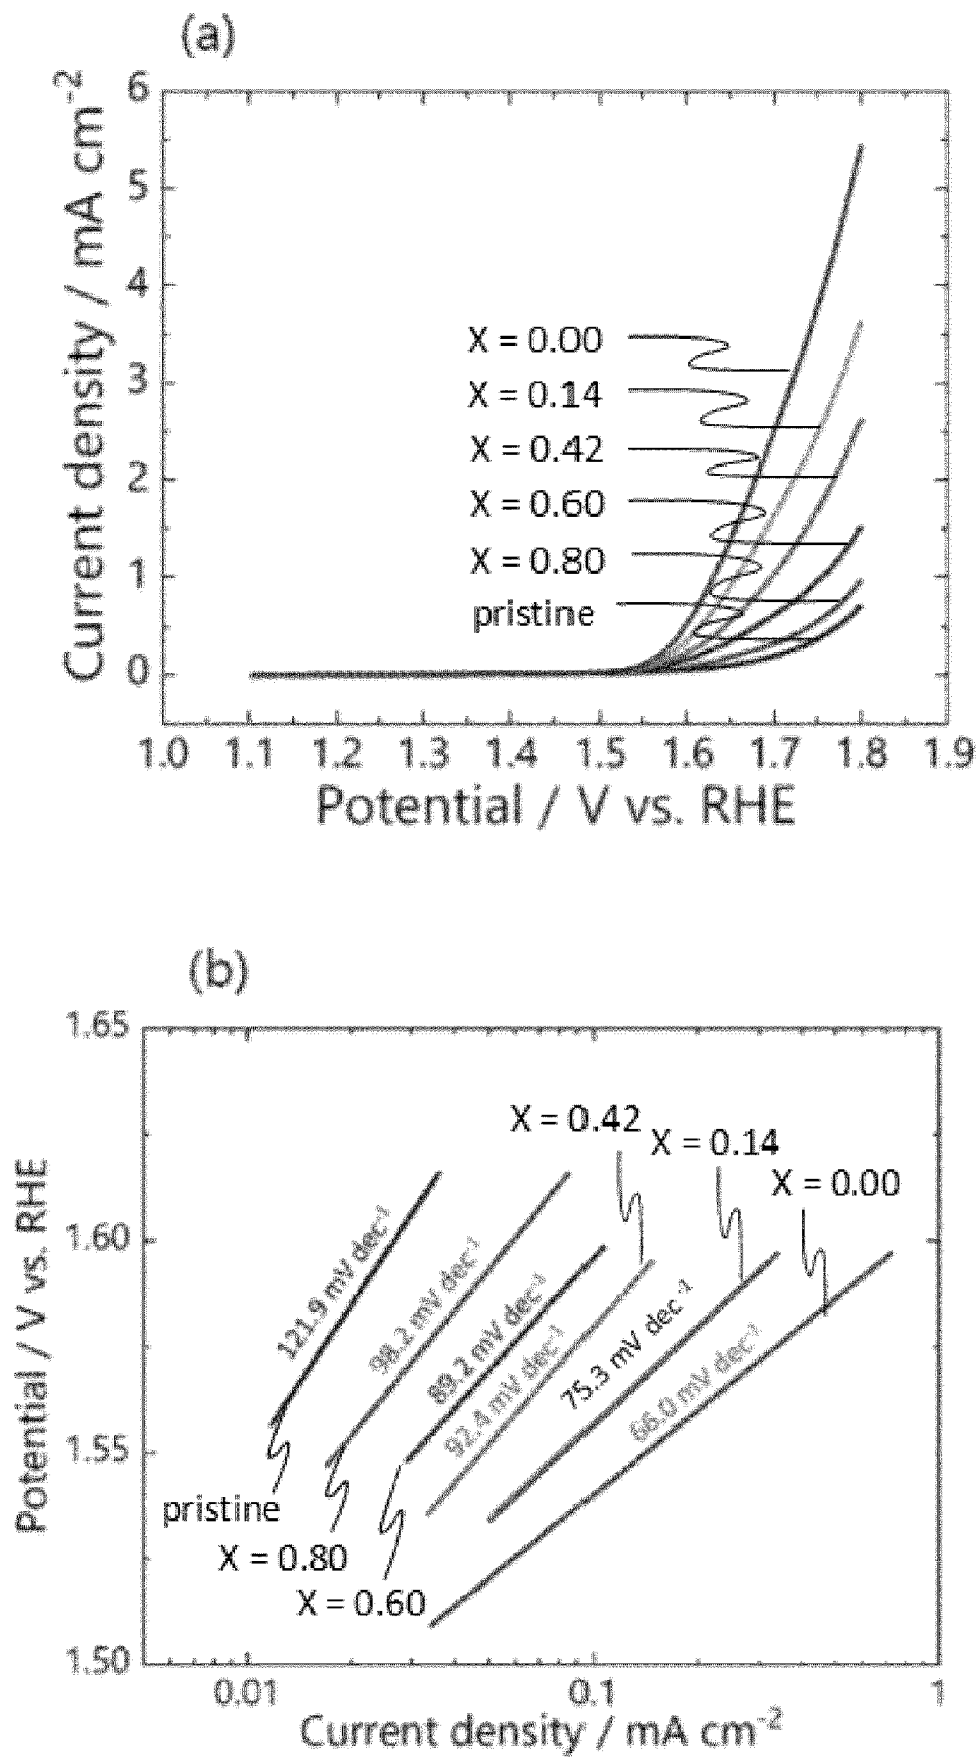 (a)
Current density / mA cm⁻²
6
5
4
3
2
1
0
X = 0.00
X = 0.14
X = 0.42
X = 0.60
X = 0.80
pristine
1.0 1.1 1.2 1.3 1.4 1.5 1.6 1.7 1.8 1.9
Potential / V vs. RHE
(b)
Potential / V vs. RHE
1.65
1.60
1.55
1.50
X = 0.42
X = 0.14
X = 0.00
121.9 mV dec⁻¹
98.2 mV dec⁻¹
89.2 mV dec⁻¹
92.4 mV dec⁻¹
75.3 mV dec⁻¹
66.0 mV dec⁻¹
pristine
X = 0.80
X = 0.60
0.01 0.1 1
Current density / mA cm⁻²